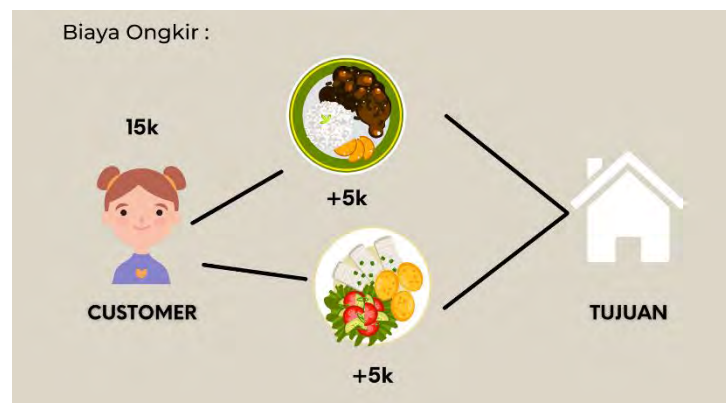 Biaya Ongkir :
15k
+5k
CUSTOMER
TUJUAN
+5k